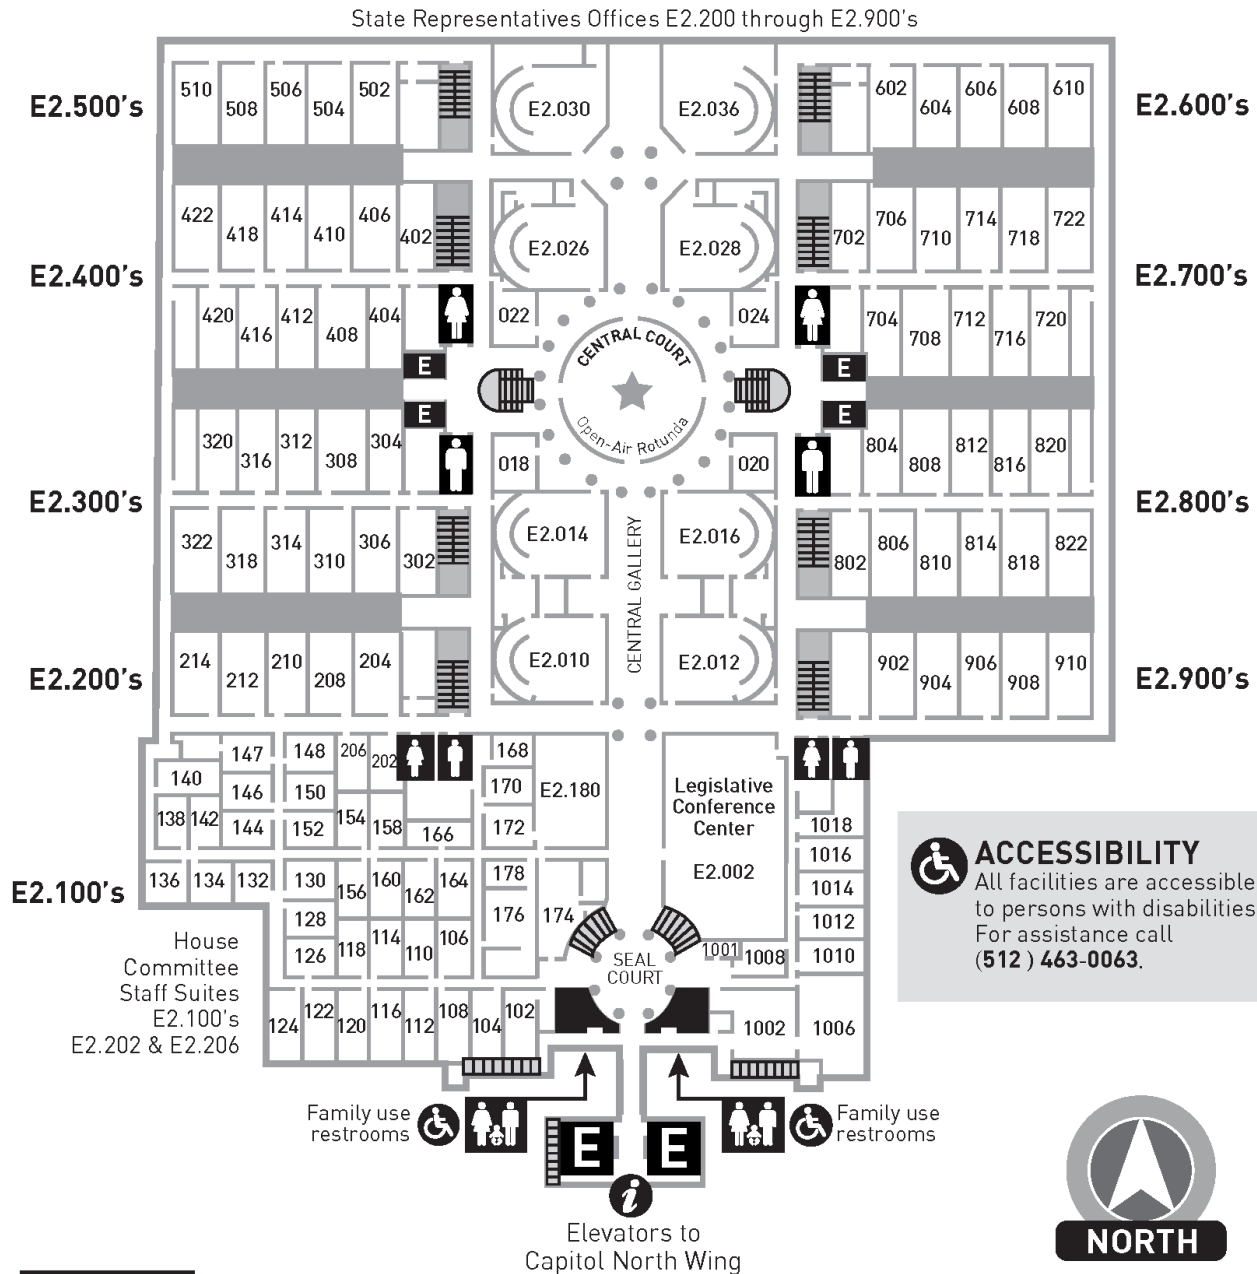 State Representatives Offices E2.200 through E2.900's
E2.500's
510 508 506 504 502
E2.030
E2.036
602 604 606 608 610
E2.600's
422 418 414 410 406 402
E2.026
E2.028
702 706 710 714 718 722
E2.400's
E2.700's
420 416 412 408 404
022
024
704 708 712 716 720
CENTRAL COURT
E
E
Open-Air Rotunda
E
E
320 316 312 308 304
018
020
804 808 812 816 820
E2.300's
E2.800's
322 318 314 310 306 302
E2.014
E2.016
802 806 810 814 818 822
CENTRAL GALLERY
E2.200's
214 212 210 208 204
E2.010
E2.012
902 904 906 908 910
E2.900's
147 148 206 202 168
140 146 150 170 E2.180
138 142 144 152 154 158 166 172
Legislative
Conference
Center
E2.002
1018
1016
1014
1012
1010
E2.100's
136 134 132 130 156 160 162 164 178
128 176 174
126 118 114 110 106
SEAL
COURT
1001 1008
124 122 120 116 112 108 104 102
1002 1006
House
Committee
Staff Suites
E2.100's
E2.202 & E2.206
ACCESSIBILITY
All facilities are accessible
to persons with disabilities
For assistance call
(512 ) 463-0063.
Family use
restrooms
Family use
restrooms
E
E
i
Elevators to
Capitol North Wing
NORTH